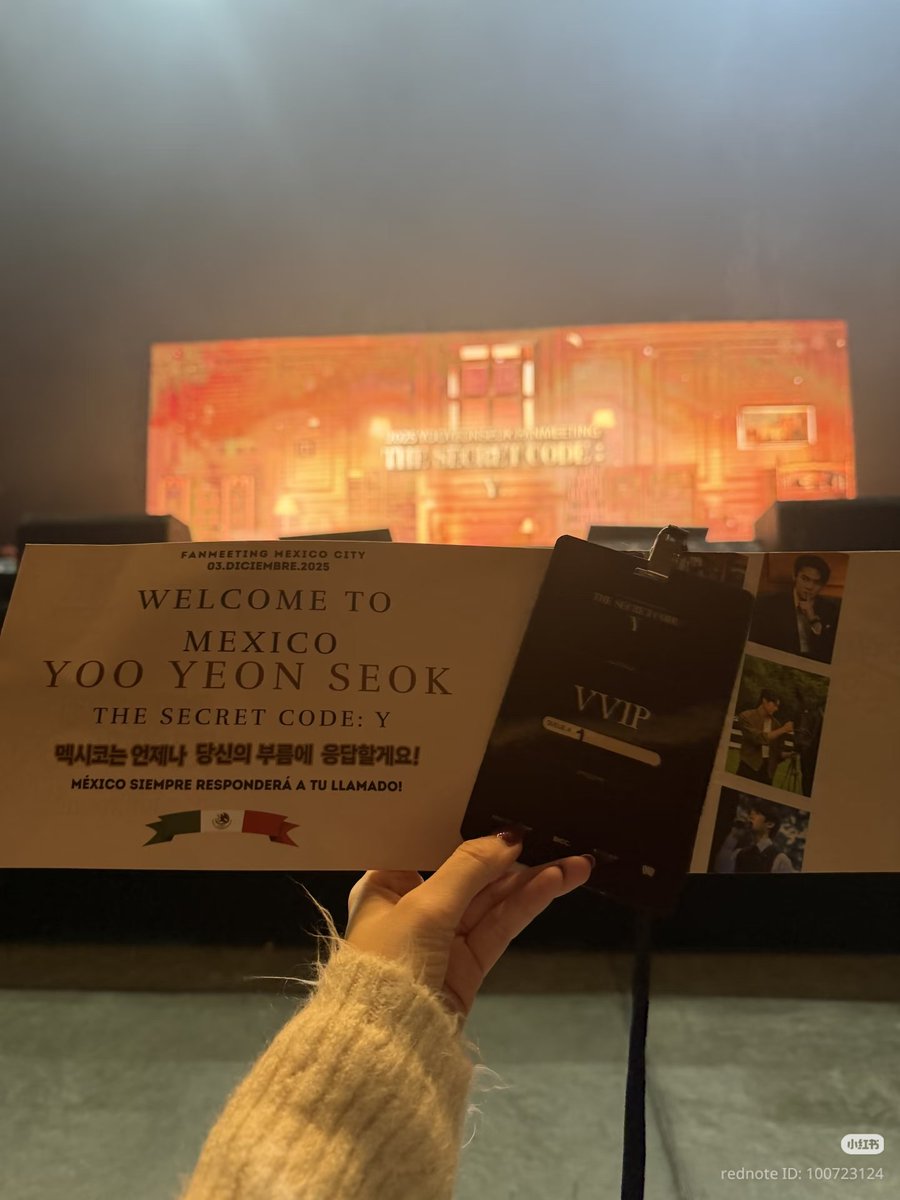 THE SECRET CODE:
Y
FANMEETING MEXICO CITY
03.DICIEMBRE.2025
WELCOME TO
MEXICO
YOO YEON SEOK
THE SECRET CODE: Y
멕시코는 언제나 당신의 부름에 응답할게요!
MÉXICO SIEMPRE RESPONDERÁ A TU LLAMADO!
THE SECRET CODE
Y
VVIP
小红书
rednote ID: 100723124